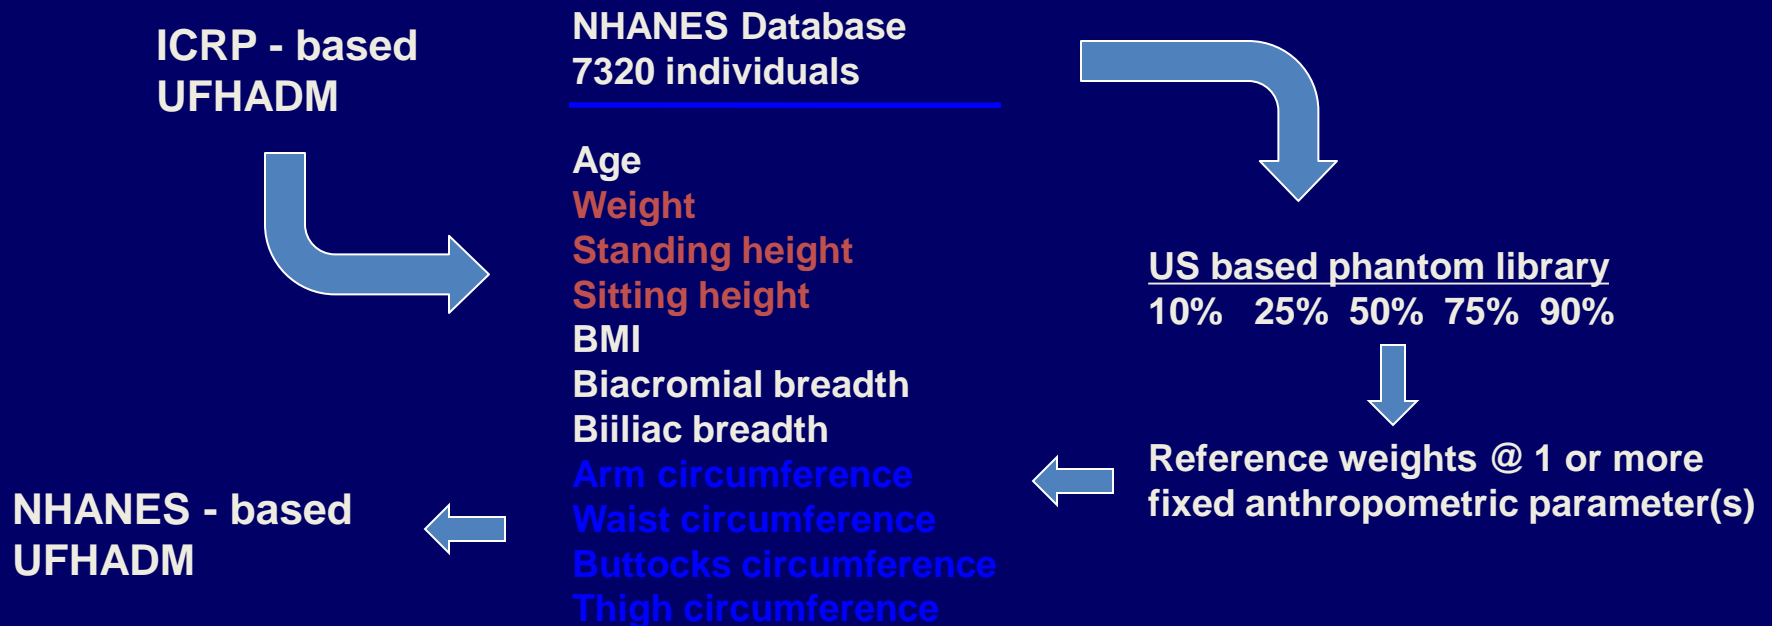 ICRP - based
UFHADM
NHANES Database
7320 individuals
Age
Weight
Standing height
Sitting height
BMI
Biacromial breadth
Biiliac breadth
Arm circumference
Waist circumference
Buttocks circumference
Thigh circumference
US based phantom library
10% 25% 50% 75% 90%
Reference weights @ 1 or more
fixed anthropometric parameter(s)
NHANES - based
UFHADM